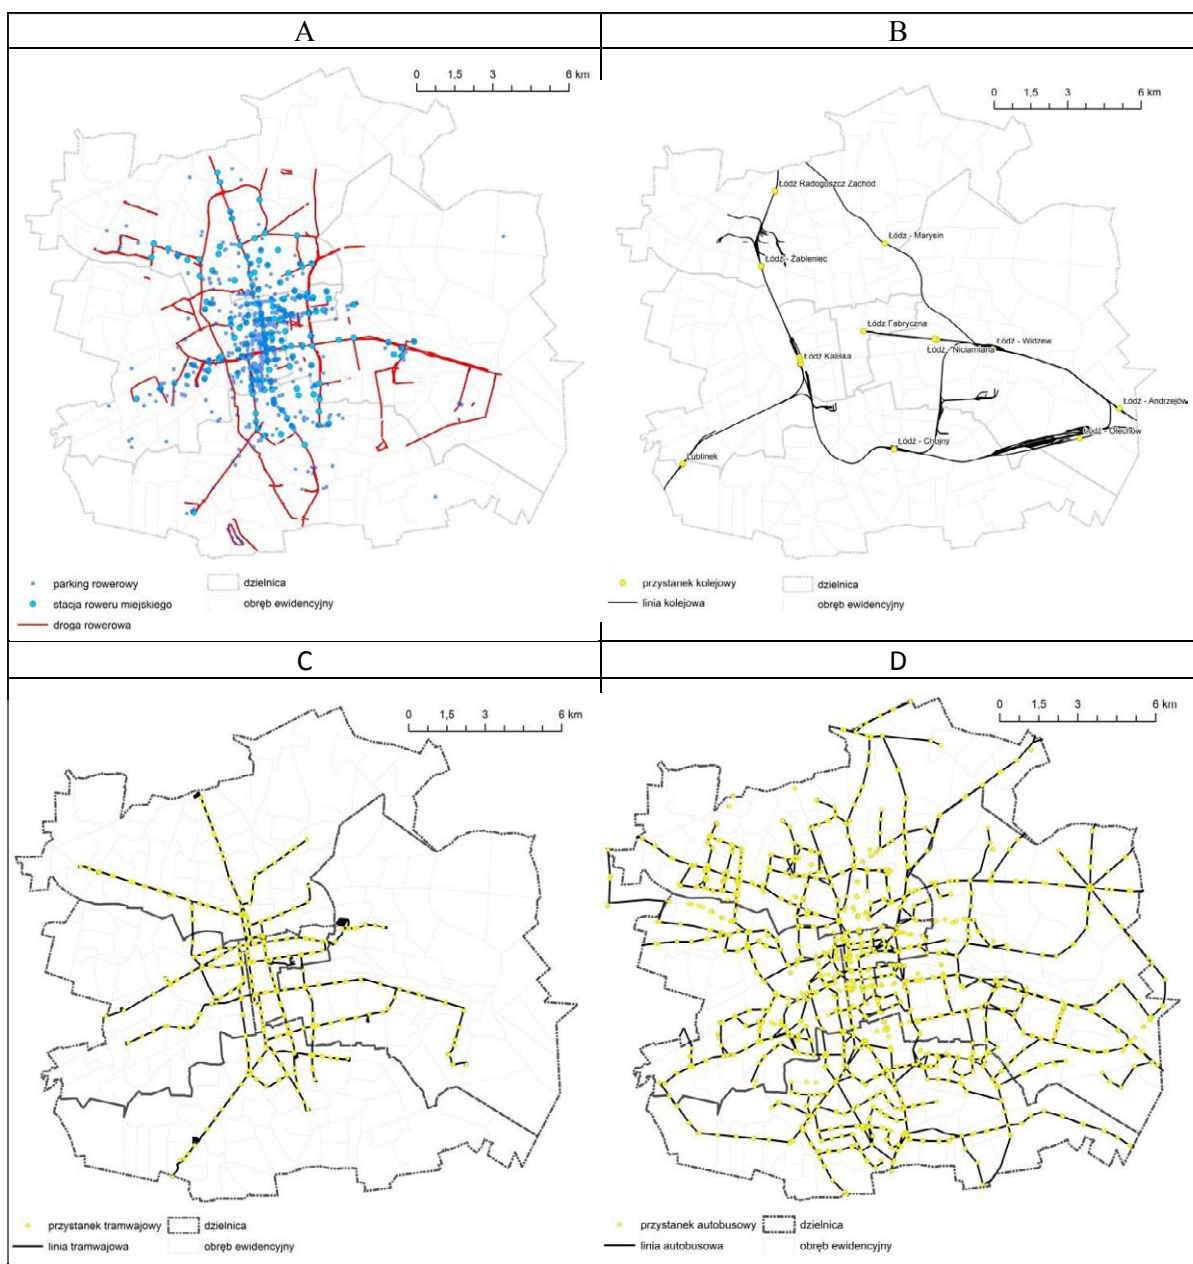 A
B
0 1,5 3 6 km
0 1,5 3 6 km
Łódź Radogoszcz Zachód
Łódź - Marysin
Łódź - Żabieniec
Łódź Fabryczna
Łódź - Widzew
Łódź - Niciarniana
Łódź Kaliska
Łódź - Andrzejów
Łódź - Olechów
Łódź - Chojny
Lublinek
parking rowerowy
dzielnica
stacja roweru miejskiego
obręb ewidencyjny
droga rowerowa
przystanek kolejowy
dzielnica
linia kolejowa
obręb ewidencyjny
C
D
0 1,5 3 6 km
0 1,5 3 6 km
przystanek tramwajowy
dzielnica
linia tramwajowa
obręb ewidencyjny
przystanek autobusowy
dzielnica
linia autobusowa
obręb ewidencyjny